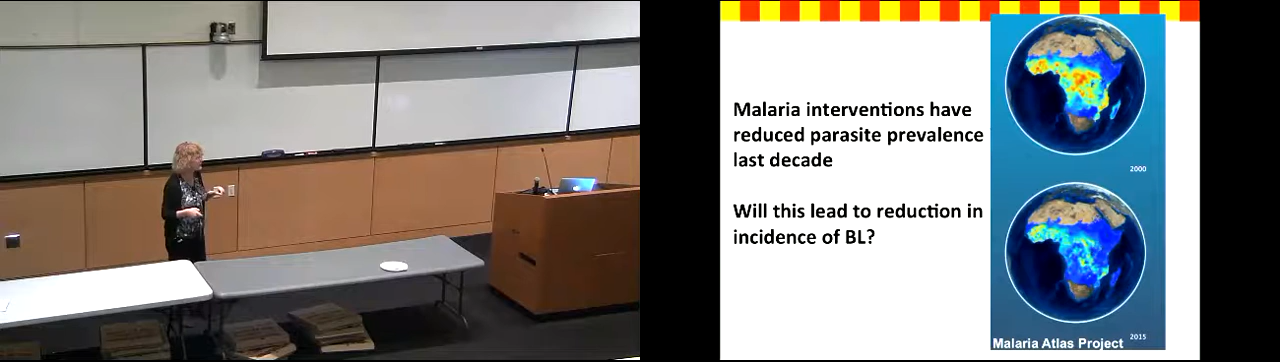 Malaria interventions have
reduced parasite prevalence
last decade
Will this lead to reduction in
incidence of BL?
2000
2015
Malaria Atlas Project